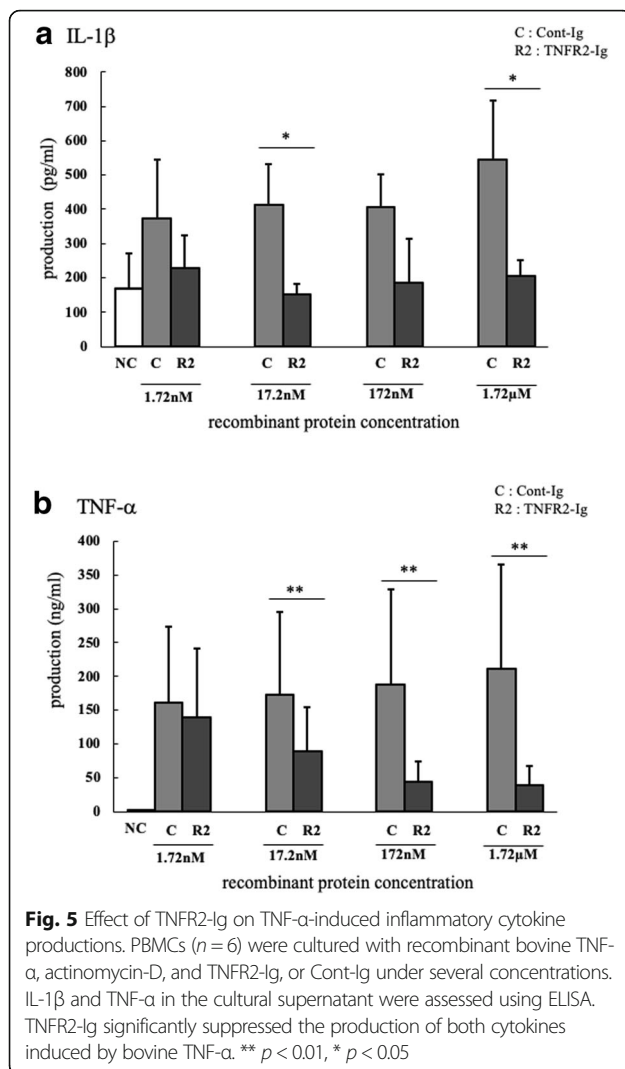 a IL-1β
C : Cont-Ig
R2 : TNFR2-Ig
800
700
600
500
400
300
200
100
0
production (pg/ml)
*
*
NC C R2 C R2 C R2 C R2
1.72nM 17.2nM 172nM 1.72μM
recombinant protein concentration
b TNF-α
C : Cont-Ig
R2 : TNFR2-Ig
400
350
300
250
200
150
100
50
0
production (ng/ml)
**
**
**
NC C R2 C R2 C R2 C R2
1.72nM 17.2nM 172nM 1.72μM
recombinant protein concentration
Fig. 5 Effect of TNFR2-Ig on TNF-α-induced inflammatory cytokine
productions. PBMCs (n = 6) were cultured with recombinant bovine TNF-
α, actinomycin-D, and TNFR2-Ig, or Cont-Ig under several concentrations.
IL-1β and TNF-α in the cultural supernatant were assessed using ELISA.
TNFR2-Ig significantly suppressed the production of both cytokines
induced by bovine TNF-α. ** p < 0.01, * p < 0.05